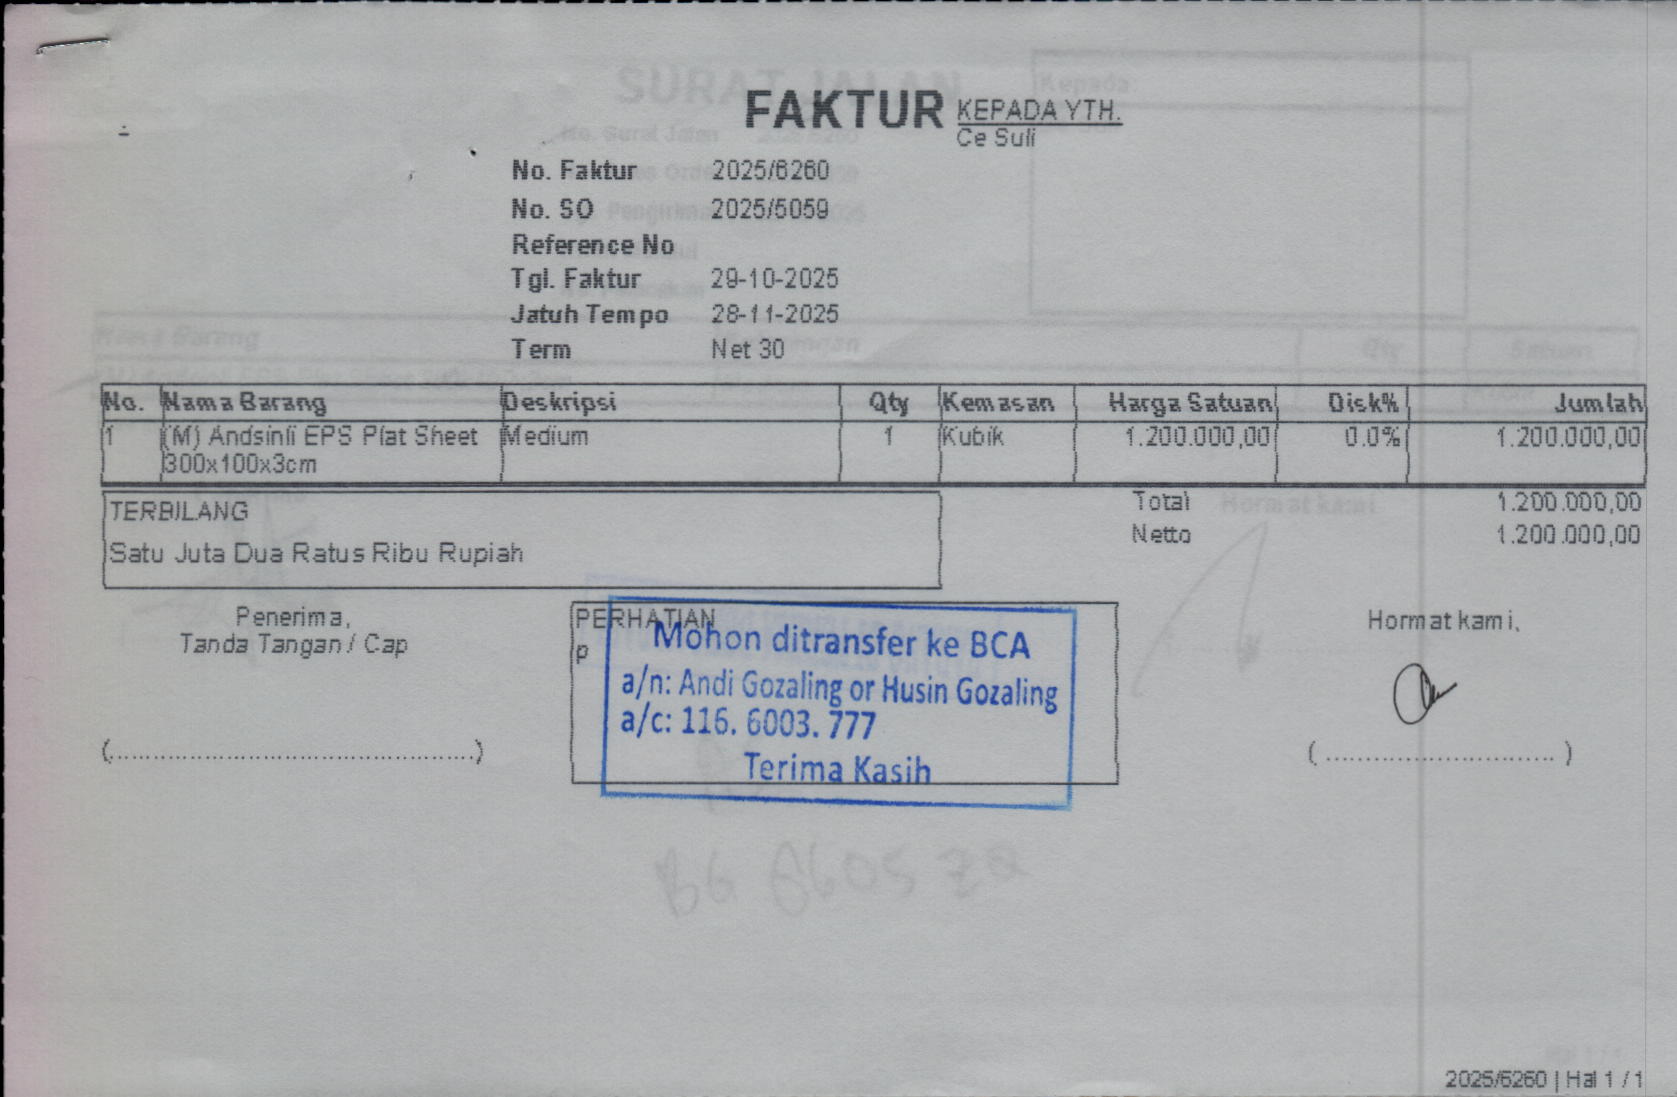 FAKTUR
KEPADA YTH.
Ce Suli
No. Faktur 2025/6260
No. SO 2025/5059
Reference No
Tgl. Faktur 29-10-2025
Jatuh Tempo 28-11-2025
Term Net 30
No. Nama Barang Deskripsi Qty Kemasan Harga Satuan Disk% Jumlah
1 (M) Andsinli EPS Plat Sheet Medium 1 Kubik 1.200.000,00 0.0% 1.200.000,00
300x100x3cm
TERBILANG
Satu Juta Dua Ratus Ribu Rupiah
Total 1.200.000,00
Netto 1.200.000,00
Penerima,
Tanda Tangan / Cap
(................................................)
PERHATIAN
p
Mohon ditransfer ke BCA
a/n: Andi Gozaling or Husin Gozaling
a/c: 116. 6003. 777
Terima Kasih
Hormat kami,
(.............................)
SURAT JALAN
Kepada:
Hormat kami
2025/6260 | Hal 1 / 1